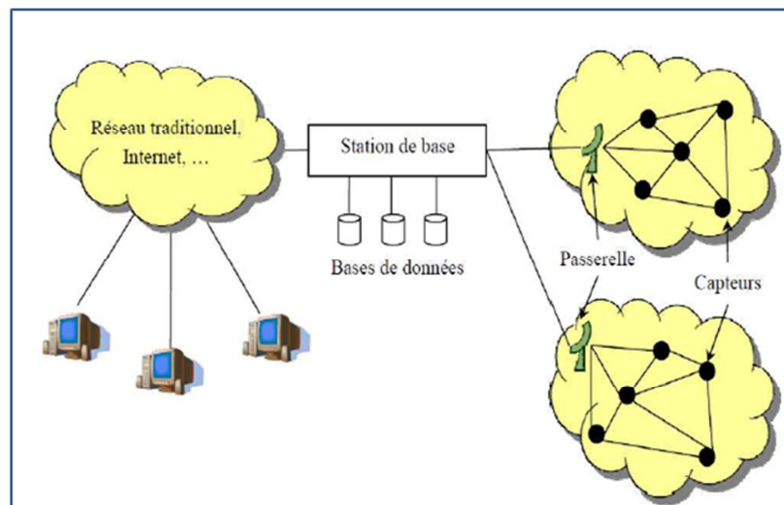 Réseau traditionnel,
Internet, …
Station de base
Bases de données
Passerelle
Capteurs